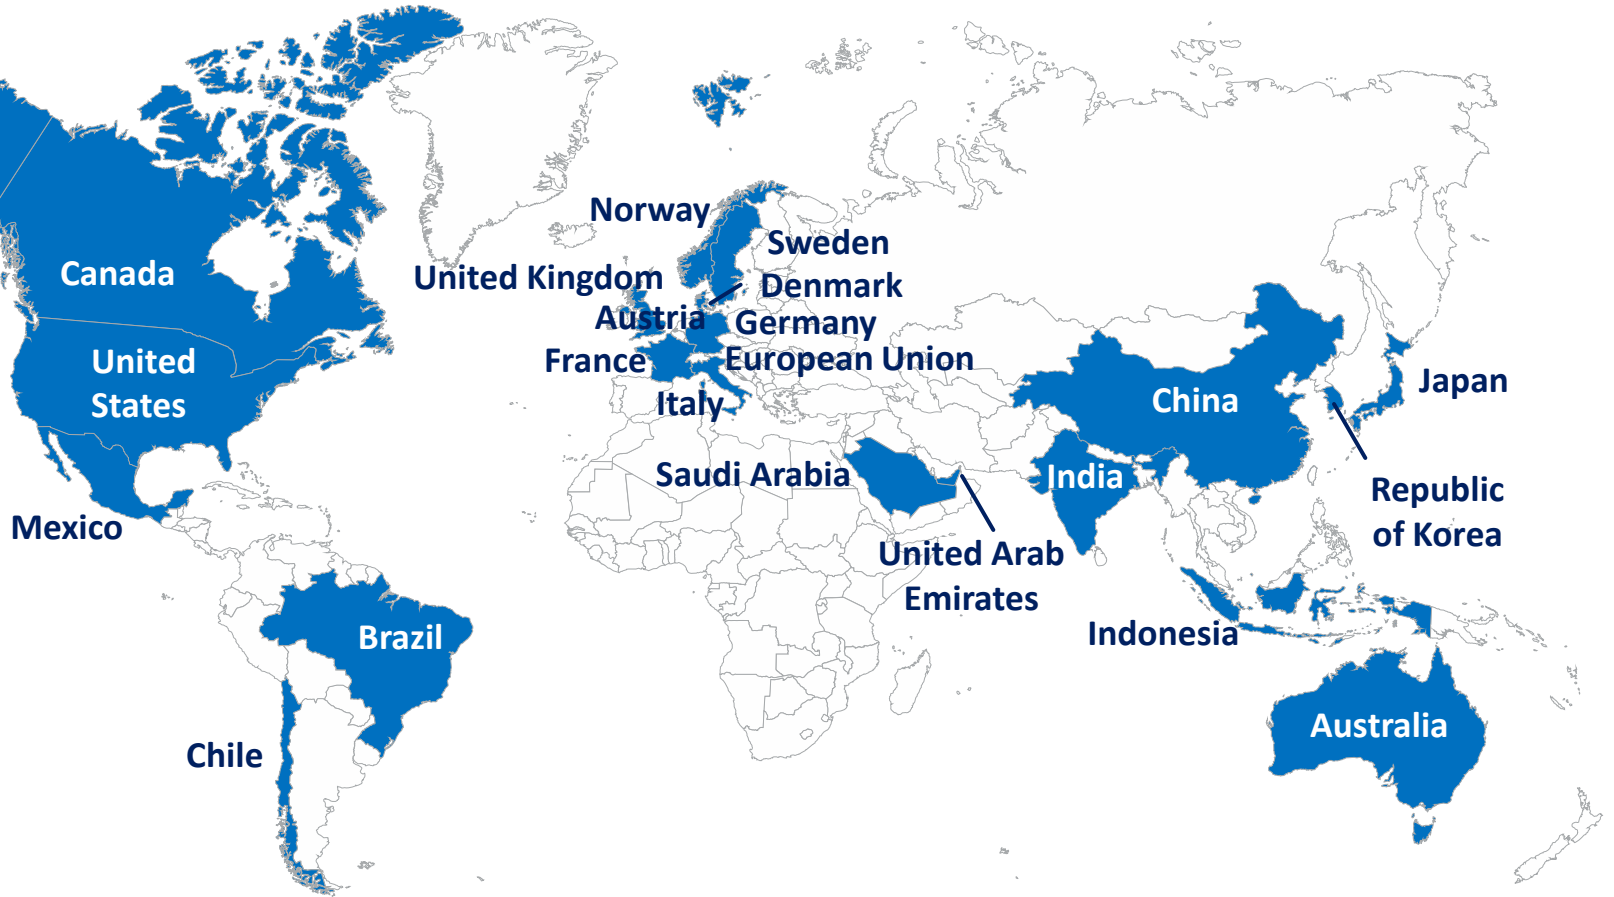 Norway
Sweden
Canada
United Kingdom
Denmark
Austria
Germany
United
States
France
European Union
Italy
China
Japan
Saudi Arabia
India
Mexico
Republic
of Korea
United Arab
Emirates
Brazil
Indonesia
Chile
Australia